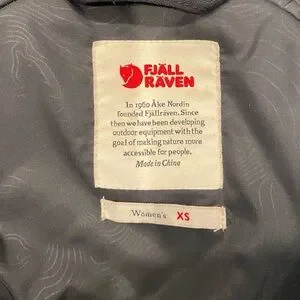 FJÄLL
RÄVEN
In 1960 Åke Nordin
founded Fjällräven. Since
then we have been developing
outdoor equipment with the
goal of making nature more
accessible for people.
Made in China
Women's XS